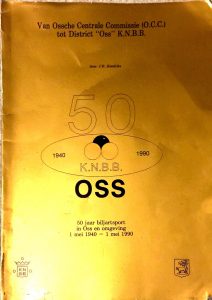 Van Ossche Centrale Commissie (O.C.C.)
tot District "Oss" K.N.B.B.
door
50
1940
1990
K.N.B.B.
OSS
50 jaar biljartsport
in Oss en omgeving
1 mei 1940 - 1 mei 1990